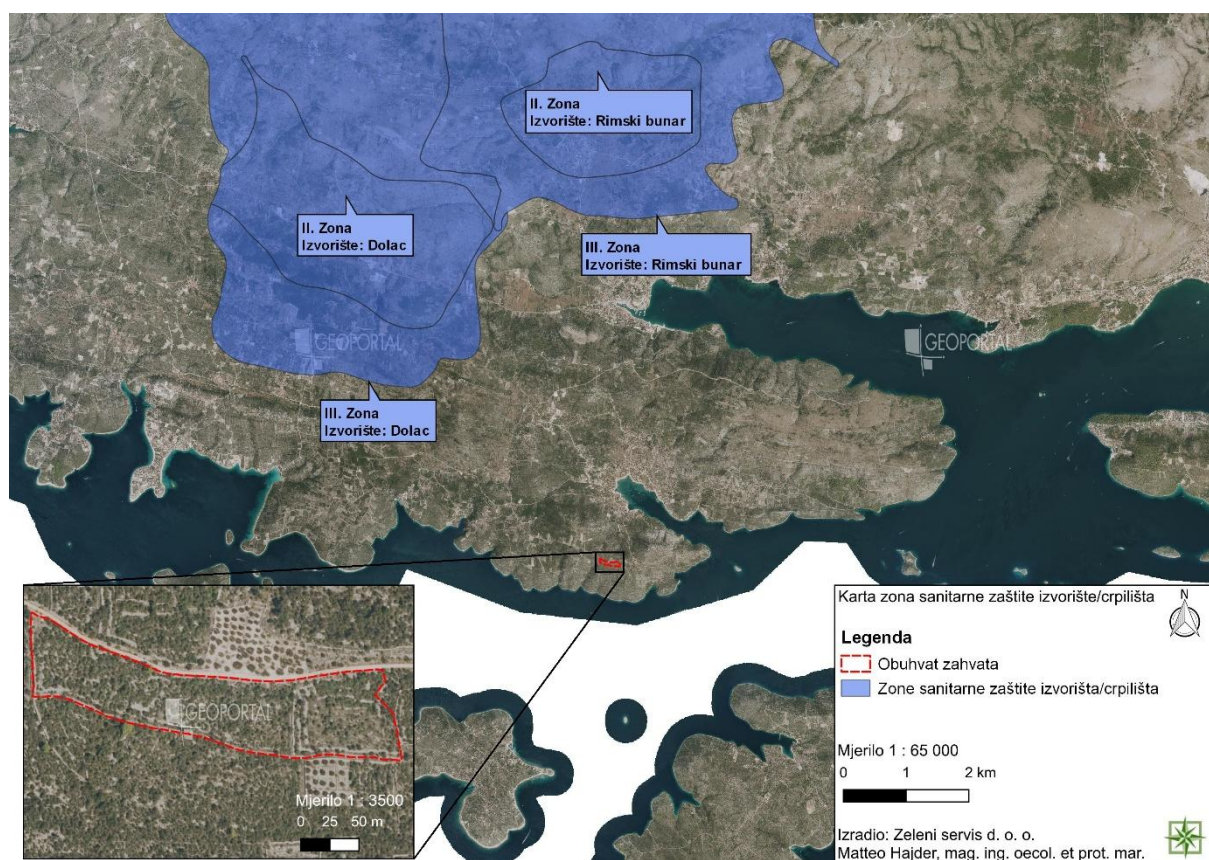 II. Zona
Izvorište: Rimski bunar
II. Zona
Izvorište: Dolac
III. Zona
Izvorište: Rimski bunar
GEOPORTAL
GEOPORTAL
III. Zona
Izvorište: Dolac
GEOPORTAL
Mjerilo 1 : 3500
0 25 50 m
Karta zona sanitarne zaštite izvorište/crpilišta
N
Legenda
Obuhvat zahvata
Zone sanitarne zaštite izvorišta/crpilišta
Mjerilo 1 : 65 000
0 1 2 km
Izradio: Zeleni servis d. o. o.
Matteo Hajder, mag. ing. oecol. et prot. mar.